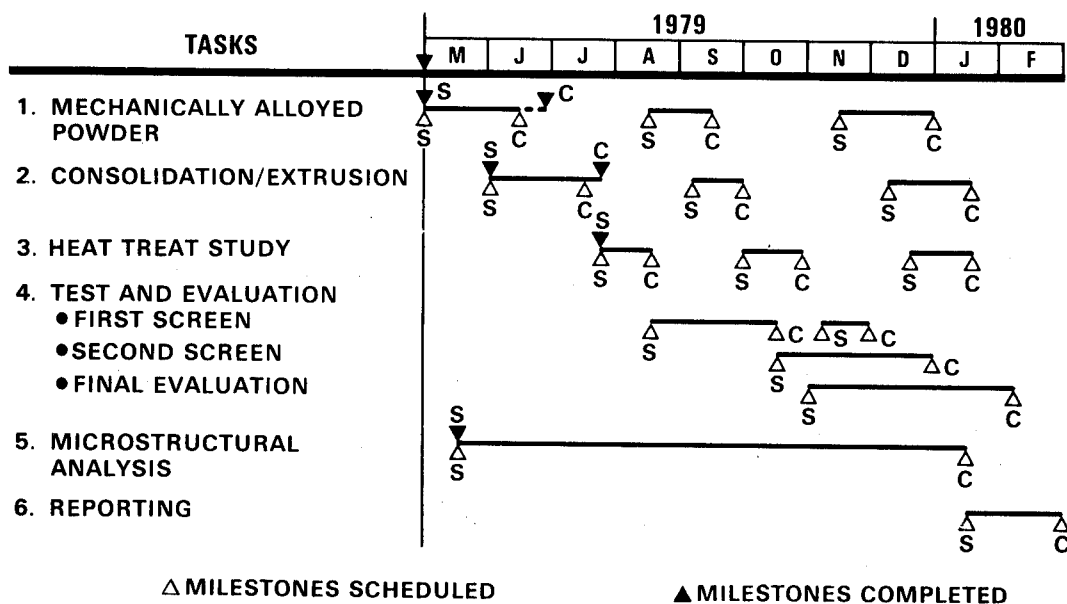 TASKS
1979 1980
M J J A S O N D J F
S C
1. MECHANICALLY ALLOYED
POWDER
S C S C S C
S C
2. CONSOLIDATION/EXTRUSION
S C S C S C
S
3. HEAT TREAT STUDY
S C S C S C
4. TEST AND EVALUATION
●FIRST SCREEN
S C S C
●SECOND SCREEN
S C
●FINAL EVALUATION
S C
S
5. MICROSTRUCTURAL
ANALYSIS
S C
6. REPORTING
S C
△ MILESTONES SCHEDULED ▲ MILESTONES COMPLETED